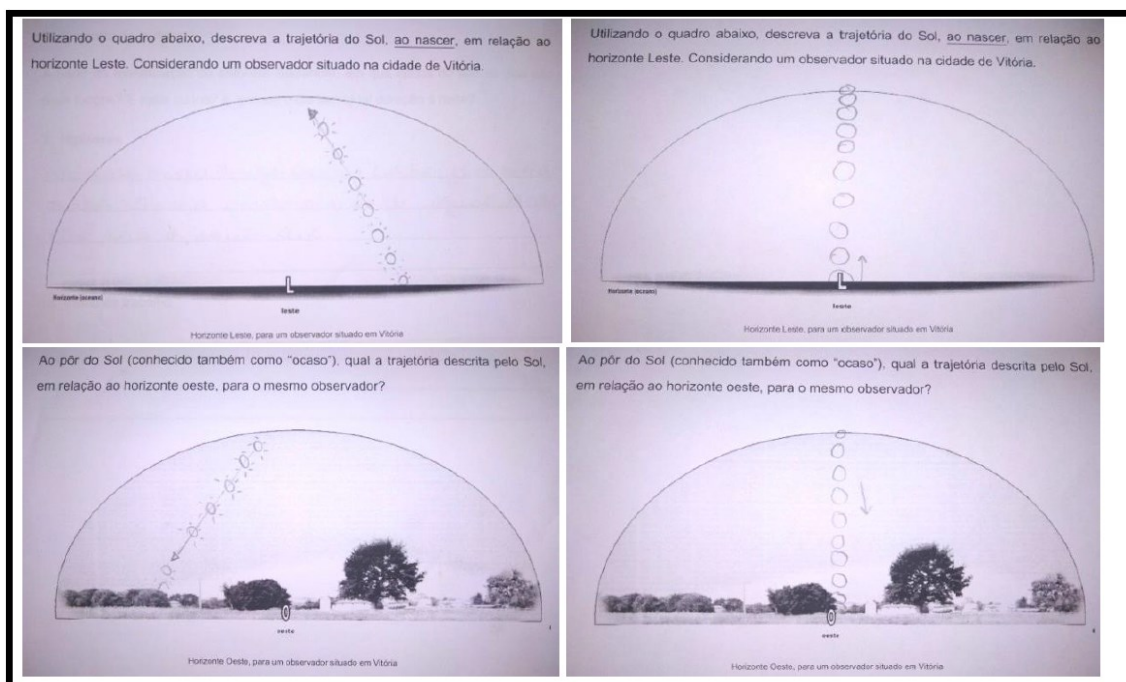 Utilizando o quadro abaixo, descreva a trajetória do Sol, ao nascer, em relação ao
horizonte Leste. Considerando um observador situado na cidade de Vitória.
L
Horizonte (oceano)
leste
Horizonte Leste, para um observador situado em Vitória
Utilizando o quadro abaixo, descreva a trajetória do Sol, ao nascer, em relação ao
horizonte Leste. Considerando um observador situado na cidade de Vitória.
L
Horizonte (oceano)
leste
Horizonte Leste, para um observador situado em Vitória
Ao pôr do Sol (conhecido também como "ocaso"), qual a trajetória descrita pelo Sol,
em relação ao horizonte oeste, para o mesmo observador?
O
oeste
Horizonte Oeste, para um observador situado em Vitória
Ao pôr do Sol (conhecido também como "ocaso"), qual a trajetória descrita pelo Sol,
em relação ao horizonte oeste, para o mesmo observador?
O
oeste
Horizonte Oeste, para um observador situado em Vitória